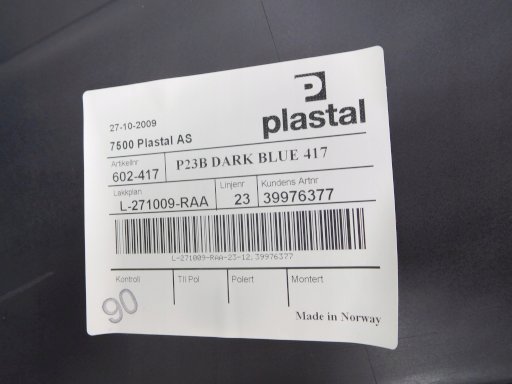 plastal
27-10-2009
7500 Plastal AS
Artikelnr
602-417
P23B DARK BLUE 417
Lakkplan
L-271009-RAA
Linjenr
23
Kundens Artnr
39976377
L-271009-RAA-23-12,39976377
Kontroll
Til Pol
Polert
Montert
90
Made in Norway